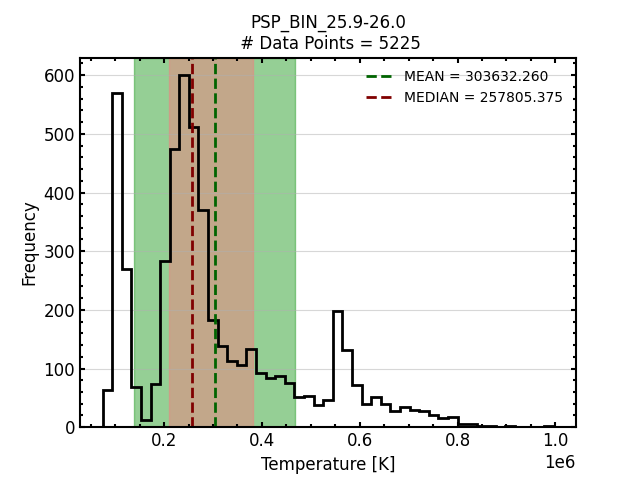 PSP_BIN_25.9-26.0
# Data Points = 5225
MEAN = 303632.260
MEDIAN = 257805.375
Frequency
600
500
400
300
200
100
0
0.2 0.4 0.6 0.8 1.0
1e6
Temperature [K]